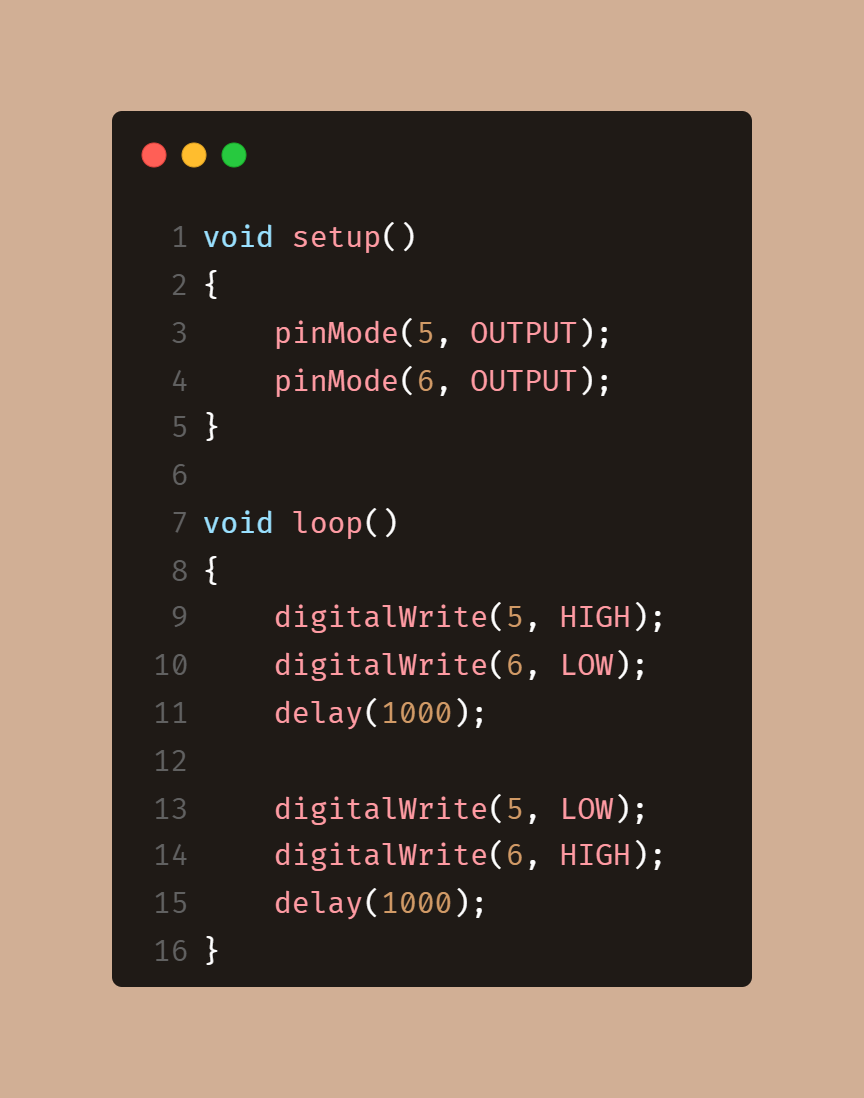 1 void setup()
2 {
3     pinMode(5, OUTPUT);
4     pinMode(6, OUTPUT);
5 }
6
7 void loop()
8 {
9     digitalWrite(5, HIGH);
10     digitalWrite(6, LOW);
11     delay(1000);
12
13     digitalWrite(5, LOW);
14     digitalWrite(6, HIGH);
15     delay(1000);
16 }